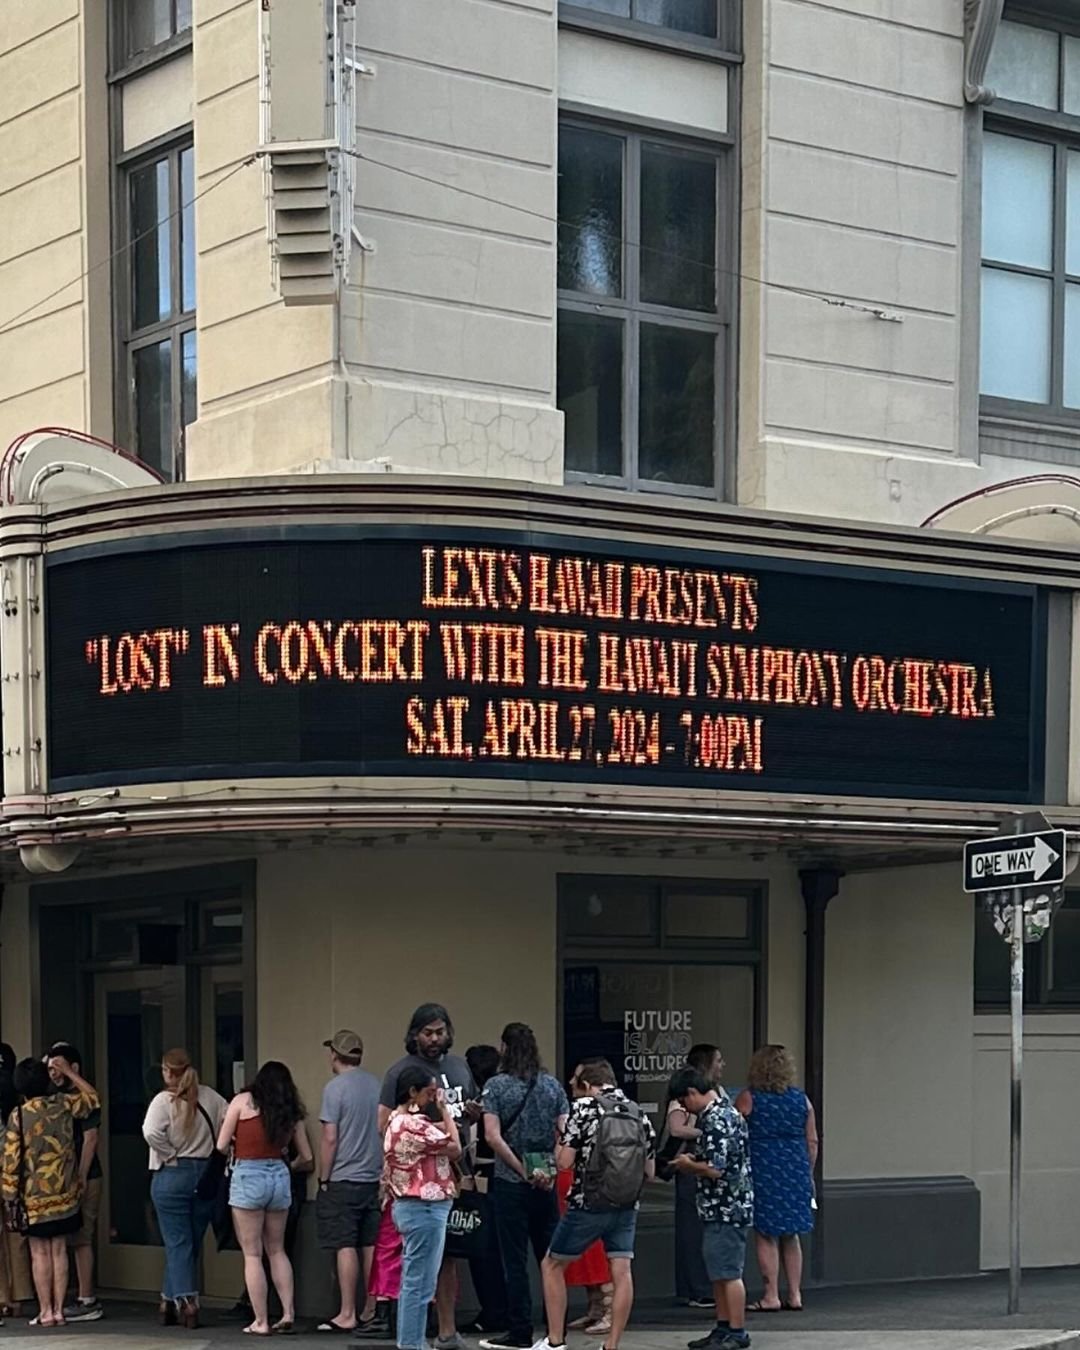 LEXUS HAWAII PRESENTS
"LOST" IN CONCERT WITH THE HAWAI'I SYMPHONY ORCHESTRA
SAT, APRIL 27, 2024 - 7:00PM
ONE WAY
FUTURE
ISLAND
CULTURES